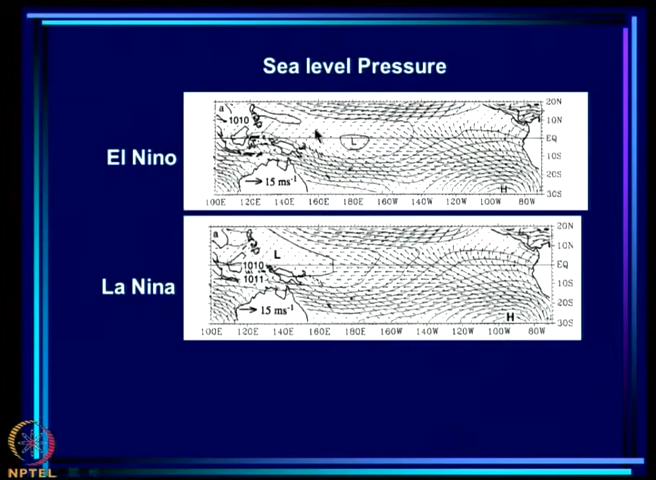 Sea level Pressure
El Nino
a
1010
L
H
15 ms-1
20N
10N
EQ
10S
20S
30S
100E 120E 140E 160E 180E 160W 140W 120W 100W 80W
La Nina
a
L
1010
1011
15 ms-1
H
20N
10N
EQ
10S
20S
30S
100E 120E 140E 160E 180E 160W 140W 120W 100W 80W
NPTEL